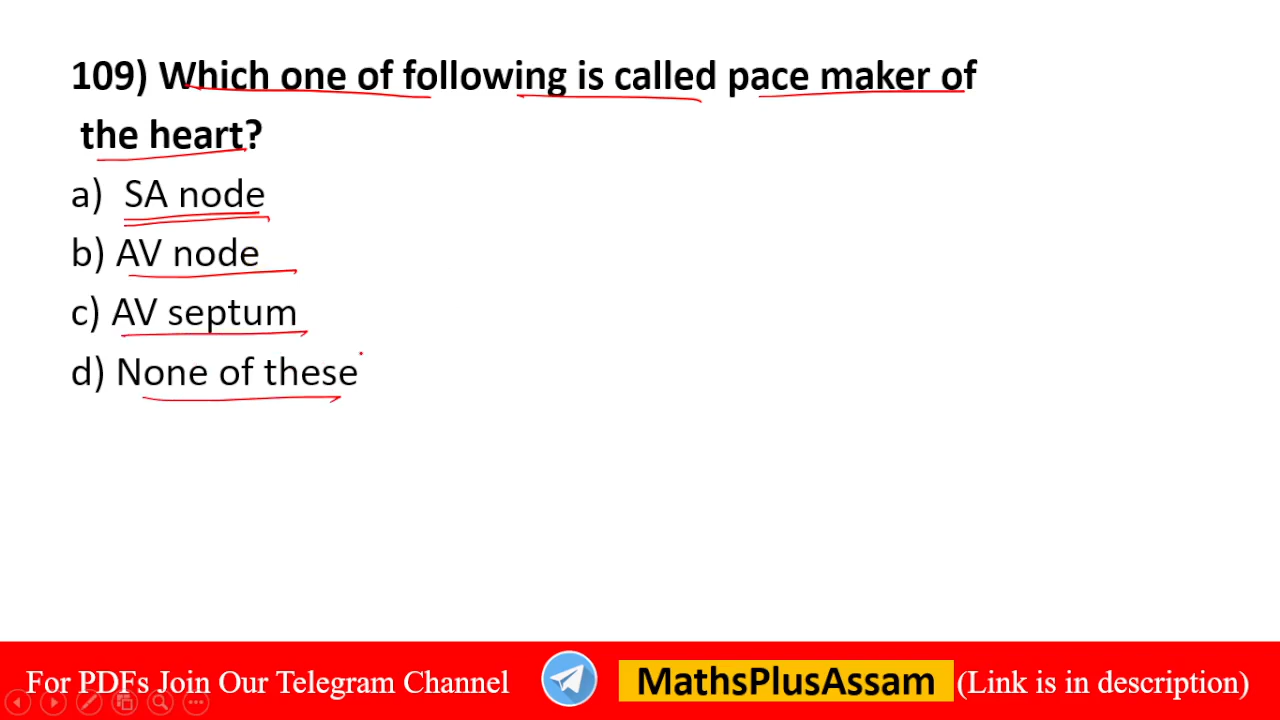 109) Which one of following is called pace maker of
the heart?
a) SA node
b) AV node
c) AV septum
d) None of these
For PDFs Join Our Telegram Channel MathsPlusAssam (Link is in description)